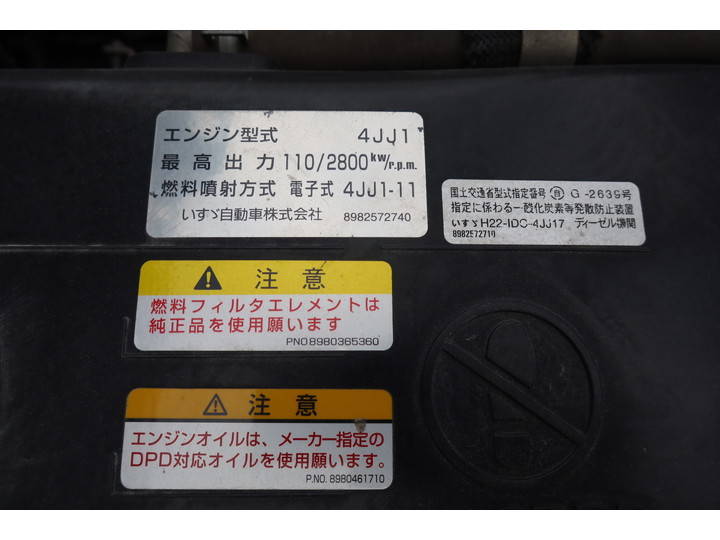 エンジン型式 4JJ1
最高出力 110/2800kw/r.p.m.
燃料噴射方式 電子式 4JJ1-11
いすゞ自動車株式会社 8982572740
国土交通省型式指定番号 自 G-2639号
指定に係わる一酸化炭素等発散防止装置
いすゞH22-IDC-4JJ17 ディーゼル機関
8982572710
注意
燃料フィルタエレメントは
純正品を使用願います
PNO8980365360
注意
エンジンオイルは、メーカー指定の
DPD対応オイルを使用願います。
P.NO. 8980461710